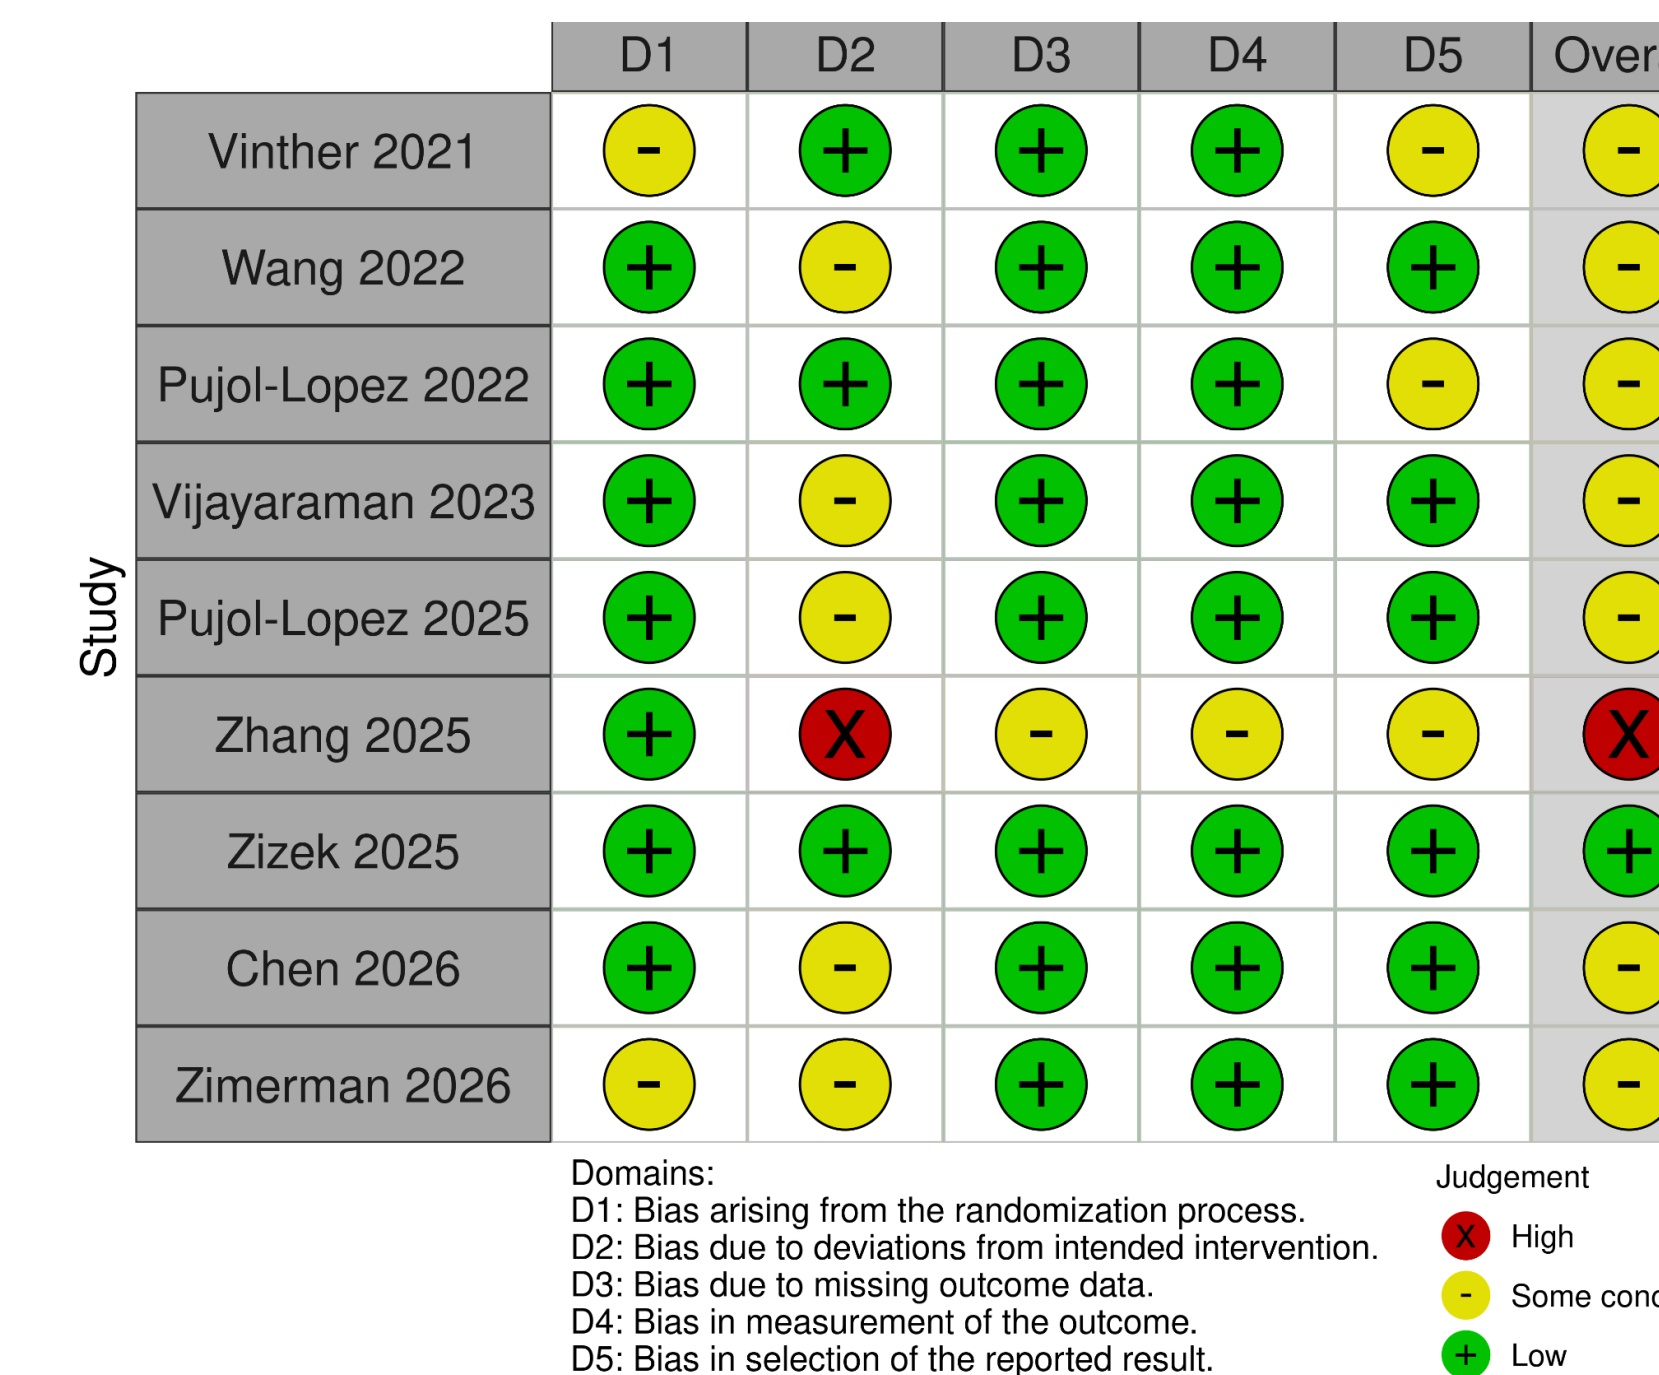 D1 D2 D3 D4 D5 Over
Vinther 2021 - + + + - -
Wang 2022 + - + + + -
Pujol-Lopez 2022 + + + + - -
Vijayaraman 2023 + - + + + -
Pujol-Lopez 2025 + - + + + -
Zhang 2025 + X - - - X
Zizek 2025 + + + + + +
Chen 2026 + - + + + -
Zimerman 2026 - - + + + -
Study
Domains:
D1: Bias arising from the randomization process.
D2: Bias due to deviations from intended intervention.
D3: Bias due to missing outcome data.
D4: Bias in measurement of the outcome.
D5: Bias in selection of the reported result.
Judgement
X High
- Some conc
+ Low